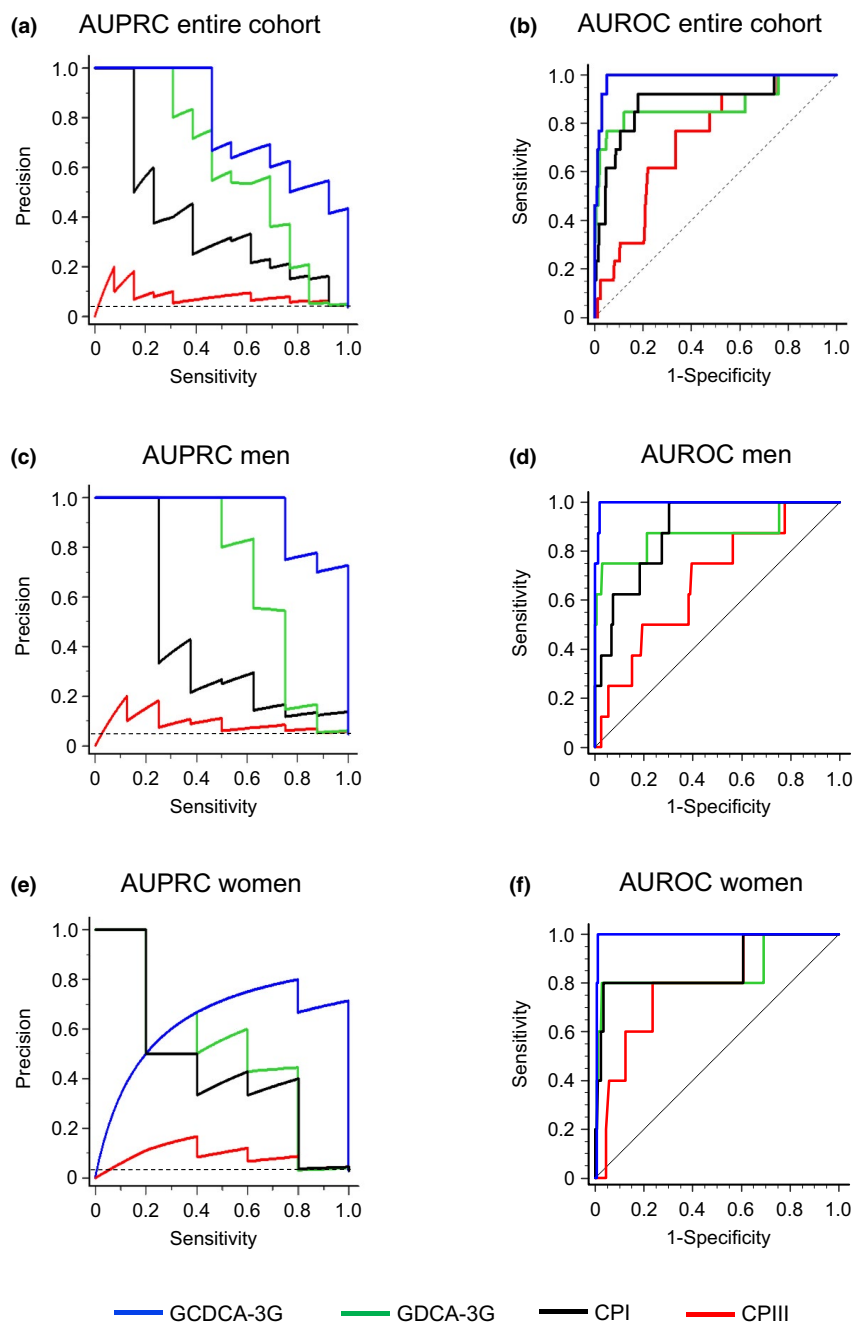 (a) AUPRC entire cohort
1.0
0.8
0.6
0.4
0.2
0
Precision
0 0.2 0.4 0.6 0.8 1.0
Sensitivity
(b) AUROC entire cohort
1.0
0.8
0.6
0.4
0.2
0
Sensitivity
0 0.2 0.4 0.6 0.8 1.0
1-Specificity
(c) AUPRC men
1.0
0.8
0.6
0.4
0.2
0
Precision
0 0.2 0.4 0.6 0.8 1.0
Sensitivity
(d) AUROC men
1.0
0.8
0.6
0.4
0.2
0
Sensitivity
0 0.2 0.4 0.6 0.8 1.0
1-Specificity
(e) AUPRC women
1.0
0.8
0.6
0.4
0.2
0
Precision
0 0.2 0.4 0.6 0.8 1.0
Sensitivity
(f) AUROC women
1.0
0.8
0.6
0.4
0.2
0
Sensitivity
0 0.2 0.4 0.6 0.8 1.0
1-Specificity
GCDCA-3G GDCA-3G CPI CPIII